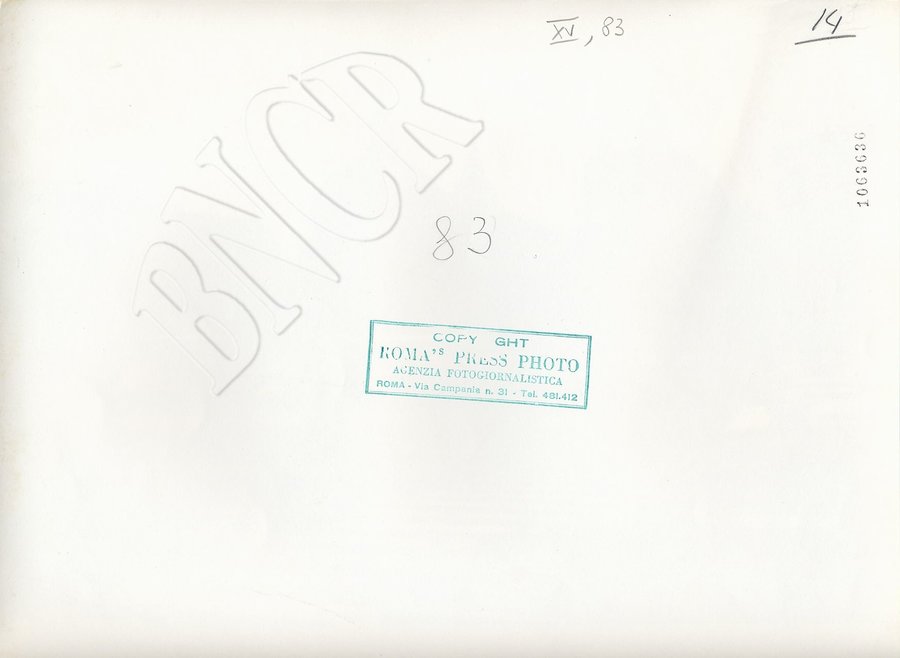 XV, 83
14
1063636
BNCR
83
COPY GHT
ROMA'S PRESS PHOTO
AGENZIA FOTOGIORNALISTICA
ROMA - Via Campania n. 31 - Tel. 481.412